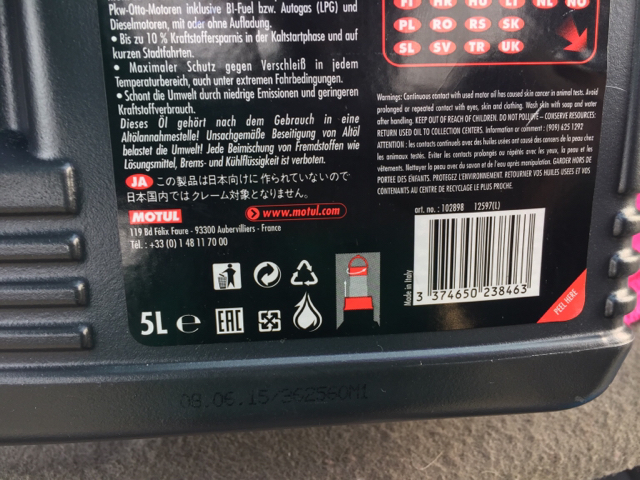 Pkw-Otto-Motoren inklusive Bi-Fuel bzw. Autogas (LPG) und
Dieselmotoren, mit oder ohne Aufladung.
• Bis zu 10 % Kraftstoffersparnis in der Kaltstartphase und auf
kurzen Stadtfahrten.
• Maximaler Schutz gegen Verschleiß in jedem
Temperaturbereich, auch unter extremen Fahrbedingungen.
• Schont die Umwelt durch niedrige Emissionen und geringeren
Kraftstoffverbrauch.
Dieses Öl gehört nach dem Gebrauch in eine
Altölannahmestelle! Unsachgemäße Beseitigung von Altöl
belastet die Umwelt! Jede Beimischung von Fremdstoffen wie
Lösungsmittel, Brems- und Kühlflüssigkeit ist verboten.
JA この製品は日本向けに作られていないので
日本国内ではクレーム対象となりません。
MOTUL
www.motul.com
119 Bd Félix Faure - 93300 Aubervilliers - France
Tél. : +33 (0) 1 48 11 70 00
5L e
EAC
FI HR HU LT NL NO
PL RO RS SK
SL SV TR UK
Warnings: Continuous contact with used motor oil has caused skin cancer in animal tests. Avoid
prolonged or repeated contact with eyes, skin and clothing. Wash skin with soap and water
after handling. KEEP OUT OF REACH OF CHILDREN. DO NOT POLLUTE – CONSERVE RESOURCES:
RETURN USED OIL TO COLLECTION CENTERS. Information or comment : (909) 625 1292
ATTENTION : les contacts continuels avec des huiles usées ont causé des cancers de la peau chez
les animaux testés. Eviter les contacts prolongés ou répétés avec les yeux, la peau et les
vêtements. Nettoyer la peau avec du savon et de l'eau après manipulation. GARDER HORS DE
PORTEE DES ENFANTS. PROTEGEZ L'ENVIRONNEMENT, RETOURNER VOS HUILES USEES ET VOS
CONTENANTS AU CENTRE DE RECYCLAGE LE PLUS PROCHE.
art. no. : 102898 12597(L)
Made in Italy
3 374650 238463
PEEL HERE
08.06.15/362560M1